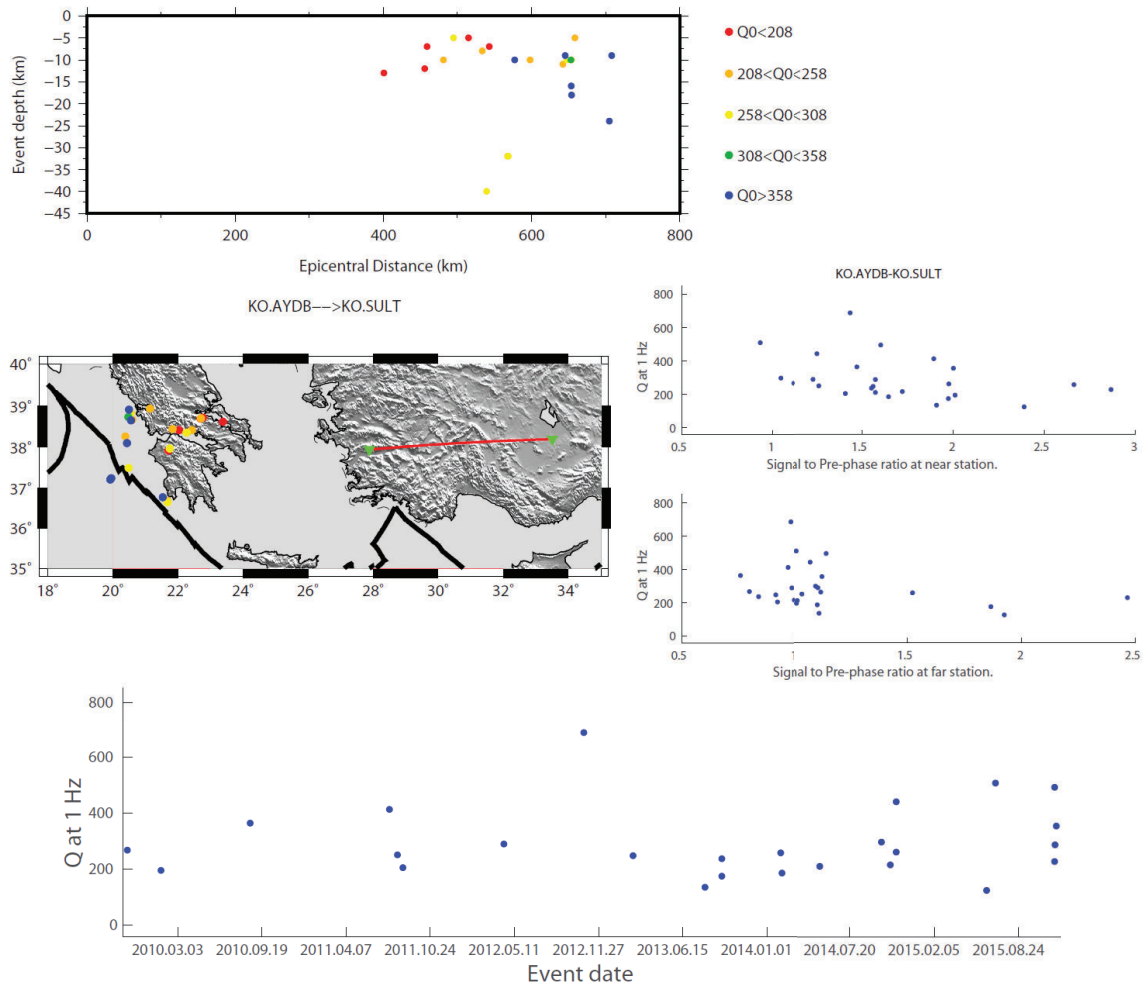 0
−5
−10
−15
−20
−25
−30
−35
−40
−45
Event depth (km)
0 200 400 600 800
Epicentral Distance (km)
Q0<208
208<Q0<258
258<Q0<308
308<Q0<358
Q0>358
KO.AYDB−−>KO.SULT
40°
39°
38°
37°
36°
35°
18° 20° 22° 24° 26° 28° 30° 32° 34°
KO.AYDB-KO.SULT
800
600
400
200
0
Q at 1 Hz
0.5 1 1.5 2 2.5 3
Signal to Pre-phase ratio at near station.
800
600
400
200
0
Q at 1 Hz
0.5 1 1.5 2 2.5
Signal to Pre-phase ratio at far station.
800
600
400
200
0
Q at 1 Hz
2010.03.03 2010.09.19 2011.04.07 2011.10.24 2012.05.11 2012.11.27 2013.06.15 2014.01.01 2014.07.20 2015.02.05 2015.08.24
Event date